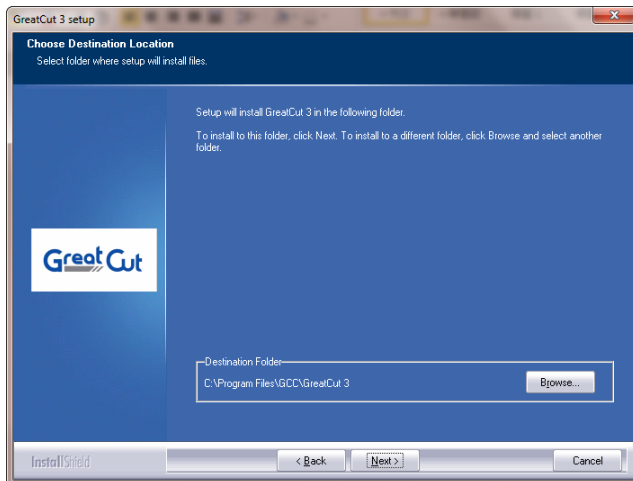 GreatCut 3 setup
Choose Destination Location
Select folder where setup will install files.
Setup will install GreatCut 3 in the following folder.
To install to this folder, click Next. To install to a different folder, click Browse and select another
folder.
Great Cut
Destination Folder
C:\Program Files\GCC\GreatCut 3
Browse...
InstallShield
< Back
Next >
Cancel